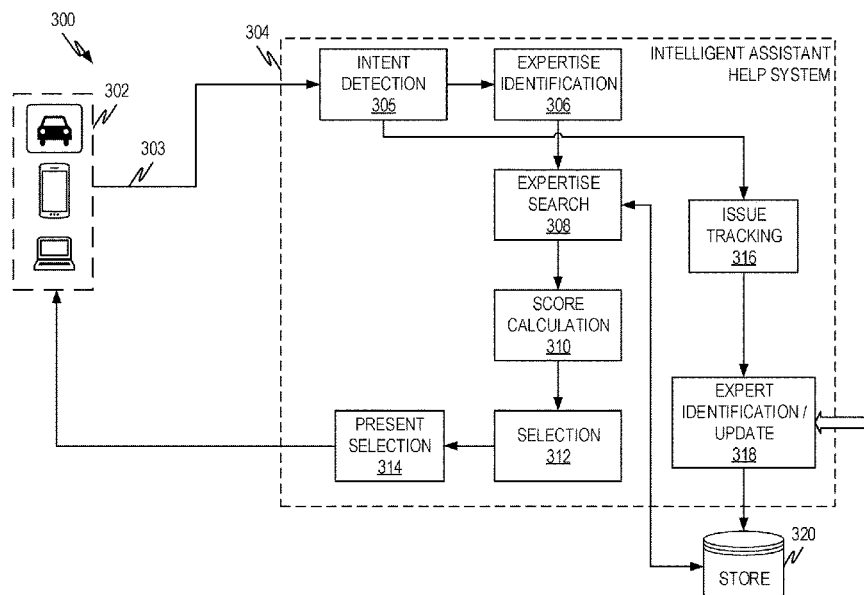 300
304
INTELLIGENT ASSISTANT
HELP SYSTEM
302
303
INTENT
DETECTION
305
EXPERTISE
IDENTIFICATION
306
EXPERTISE
SEARCH
308
ISSUE
TRACKING
316
SCORE
CALCULATION
310
EXPERT
IDENTIFICATION /
UPDATE
318
PRESENT
SELECTION
314
SELECTION
312
320
STORE